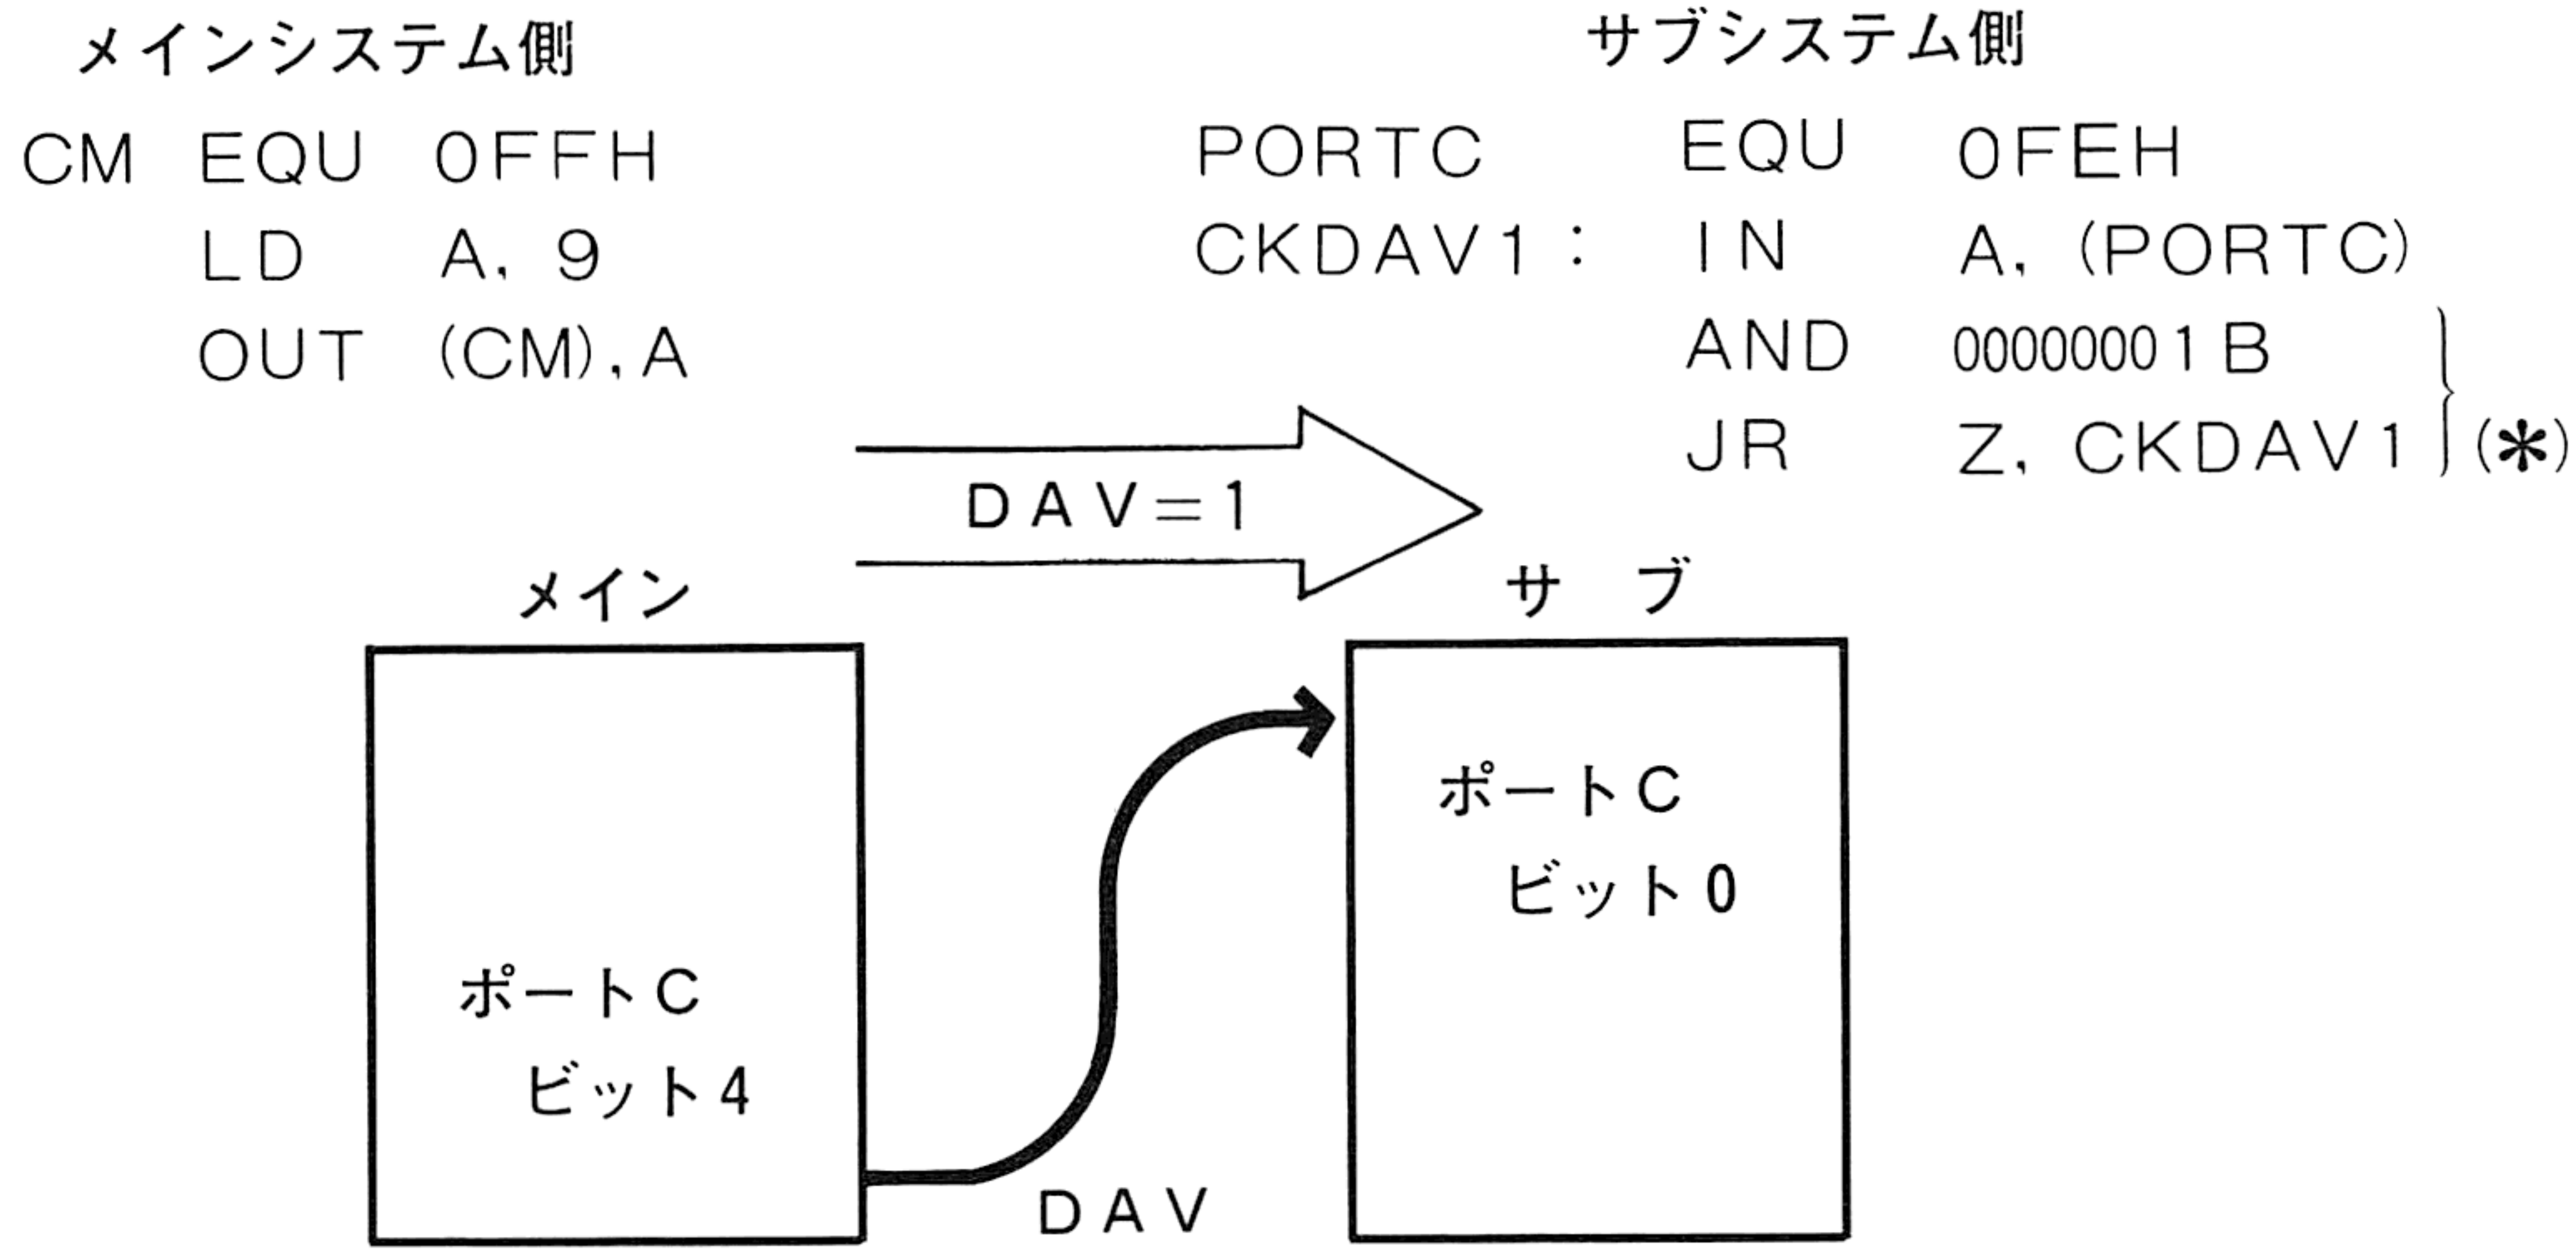 メインシステム側
CM EQU 0FFH
LD A, 9
OUT (CM), A
サブシステム側
PORTC EQU 0FEH
CKDAV1: IN A, (PORTC)
AND 00000001B
JR Z, CKDAV1 (*)
DAV=1
メイン
サブ
ポートC
ビット4
ポートC
ビット0
DAV